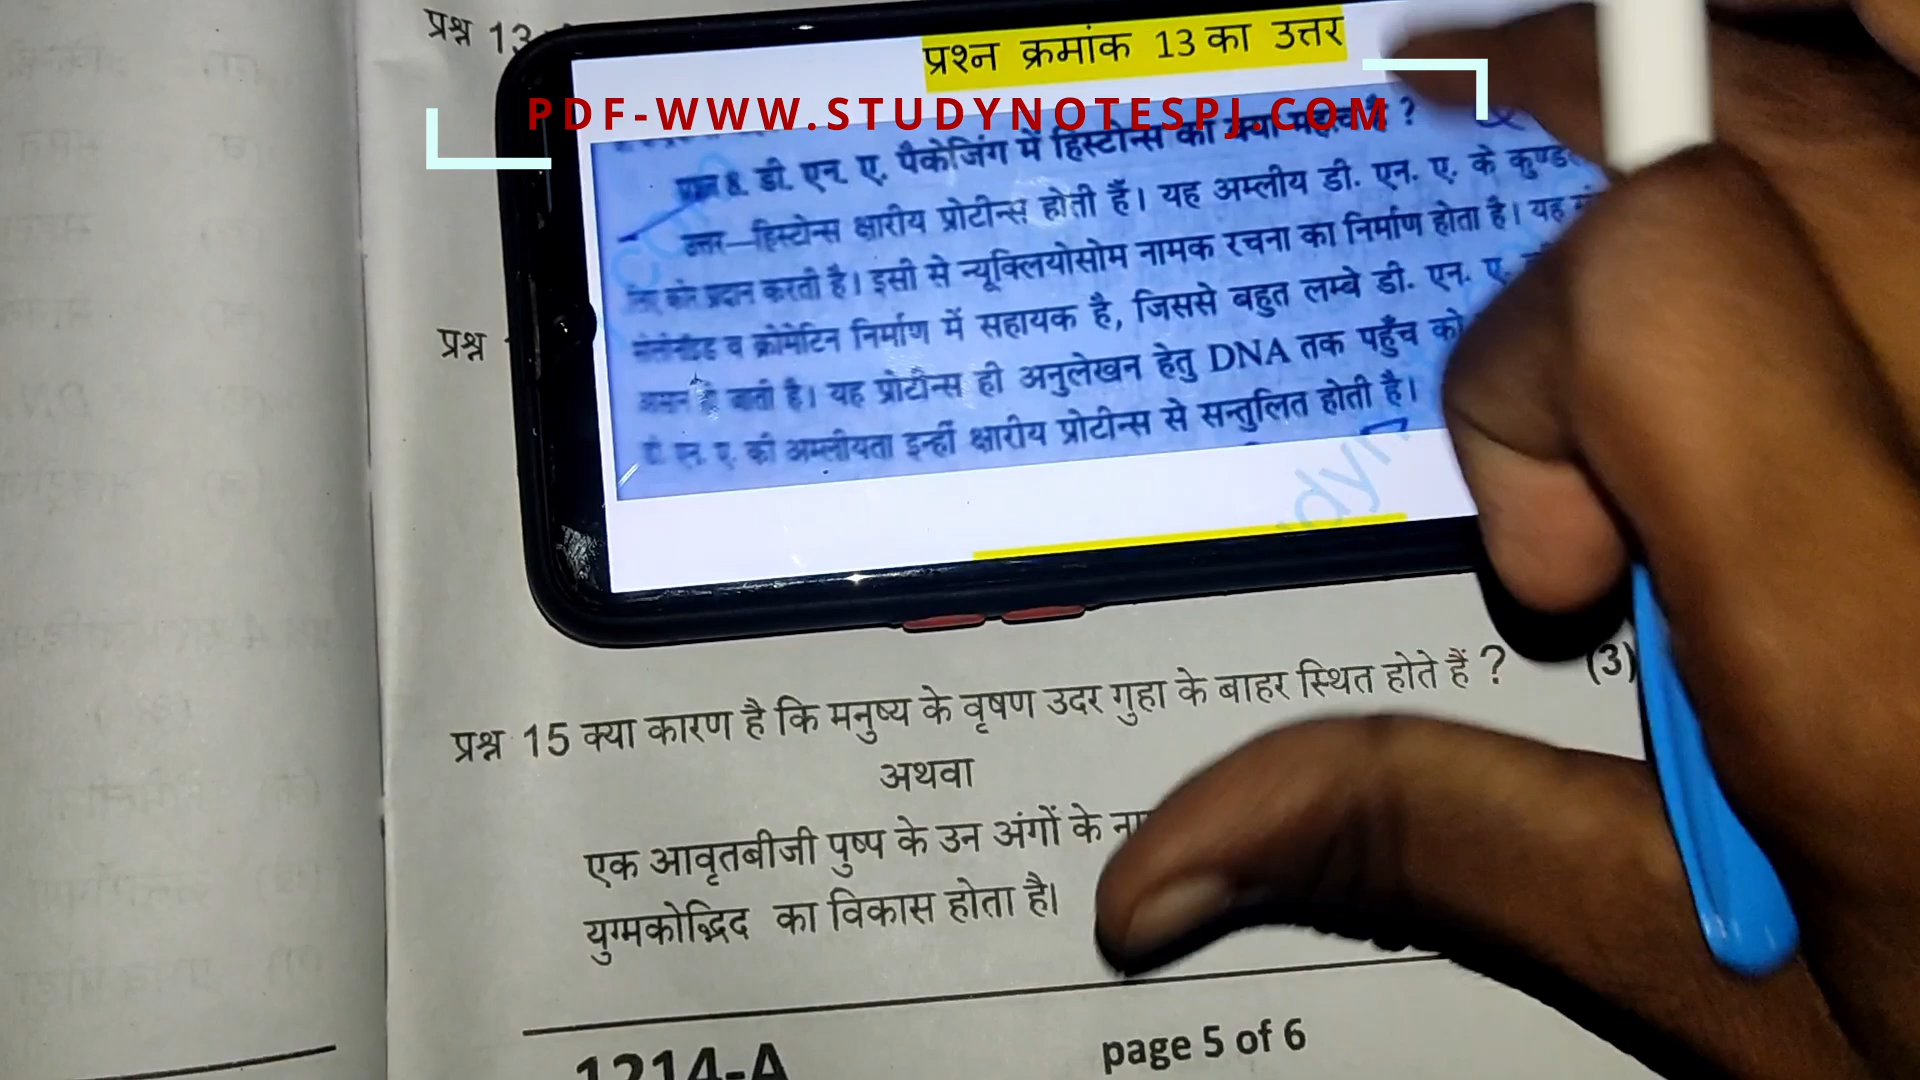 प्रश्न 13
प्रश्न क्रमांक 13 का उत्तर
PDF-WWW.STUDYNOTESPJ.COM
8. डी. एन. ए. पैकेजिंग में हिस्टोन्स का क्या ?
उत्तर—हिस्टोन्स क्षारीय प्रोटीन्स होती हैं। यह अम्लीय डी. एन. ए. के
प्रदान करती है। इसी से न्यूक्लियोसोम नामक रचना का निर्माण होता है। यह
व क्रोमेटिन निर्माण में सहायक है, जिससे बहुत लम्बे डी. एन. ए.
जाती है। यह प्रोटीन्स ही अनुलेखन हेतु DNA तक पहुँच को
ए. की अम्लीयता इन्हीं क्षारीय प्रोटीन्स से सन्तुलित होती है।
प्रश्न
प्रश्न 15 क्या कारण है कि मनुष्य के वृषण उदर गुहा के बाहर स्थित होते हैं ? (3)
अथवा
एक आवृतबीजी पुष्प के उन अंगों के
युग्मकोद्भिद का विकास होता है।
1214-A page 5 of 6